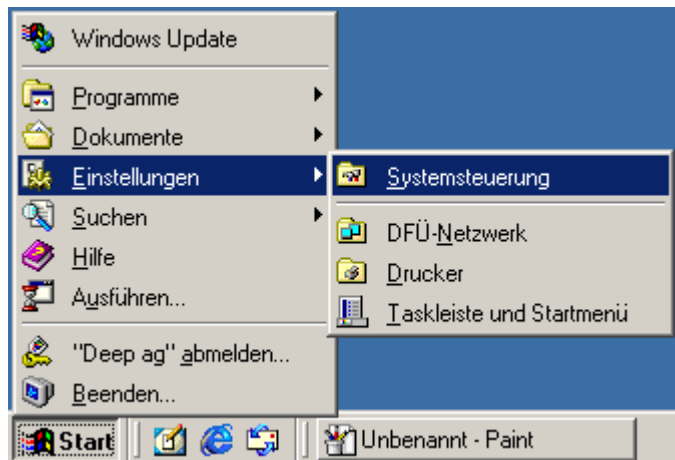 Windows Update
Programme
Dokumente
Einstellungen
Systemsteuerung
DFÜ-Netzwerk
Drucker
Taskleiste und Startmenü
Suchen
Hilfe
Ausführen...
"Deep ag" abmelden...
Beenden...
Start
Unbenannt - Paint